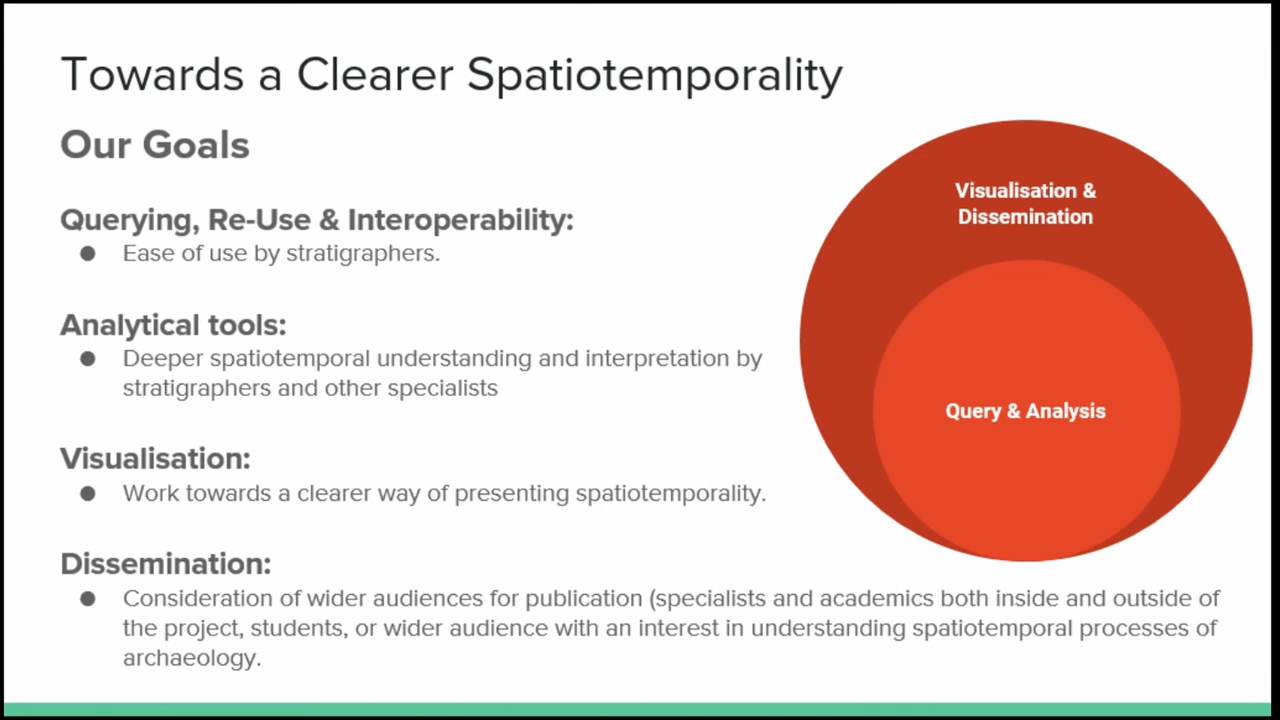 Towards a Clearer Spatiotemporality
Our Goals
Querying, Re-Use & Interoperability:
● Ease of use by stratigraphers.
Analytical tools:
● Deeper spatiotemporal understanding and interpretation by
stratigraphers and other specialists
Visualisation:
● Work towards a clearer way of presenting spatiotemporality.
Dissemination:
● Consideration of wider audiences for publication (specialists and academics both inside and outside of
the project, students, or wider audience with an interest in understanding spatiotemporal processes of
archaeology.
Visualisation &
Dissemination
Query & Analysis